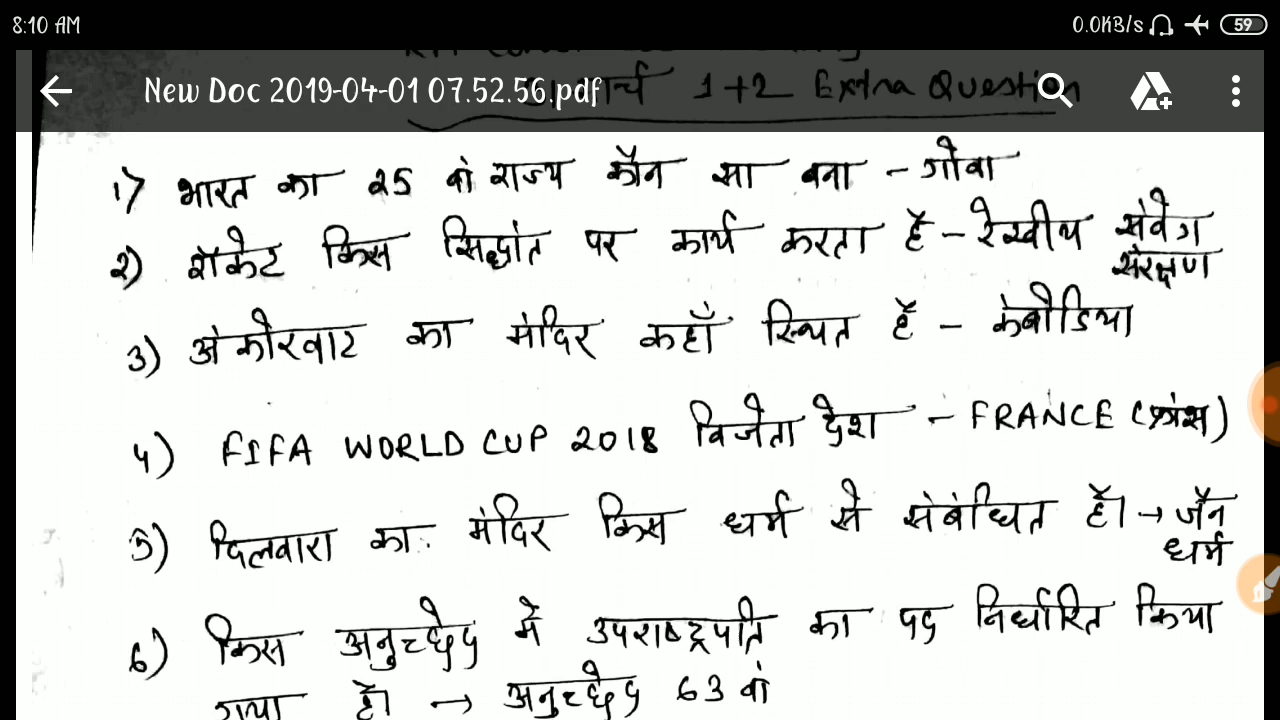 8:10 AM
0.0KB/s 59
New Doc 2019-04-01 07.52.56.pdf
मार्च 1+2 Extra Question
1) भारत का 25 वां राज्य कौन सा बना - गोवा
2) रॉकेट किस सिद्धांत पर कार्य करता है - रेखीय संवेग
संरक्षण
3) अंकोरवाट का मंदिर कहाँ स्थित है - कंबोडिया
4) FIFA WORLD CUP 2018 विजेता देश - FRANCE (फ्रांस)
5) दिलवारा का मंदिर किस धर्म से संबंधित है। → जैन
धर्म
6) किस अनुच्छेद में उपराष्ट्रपति का पद निर्धारित किया
गया है। → अनुच्छेद 63 वां